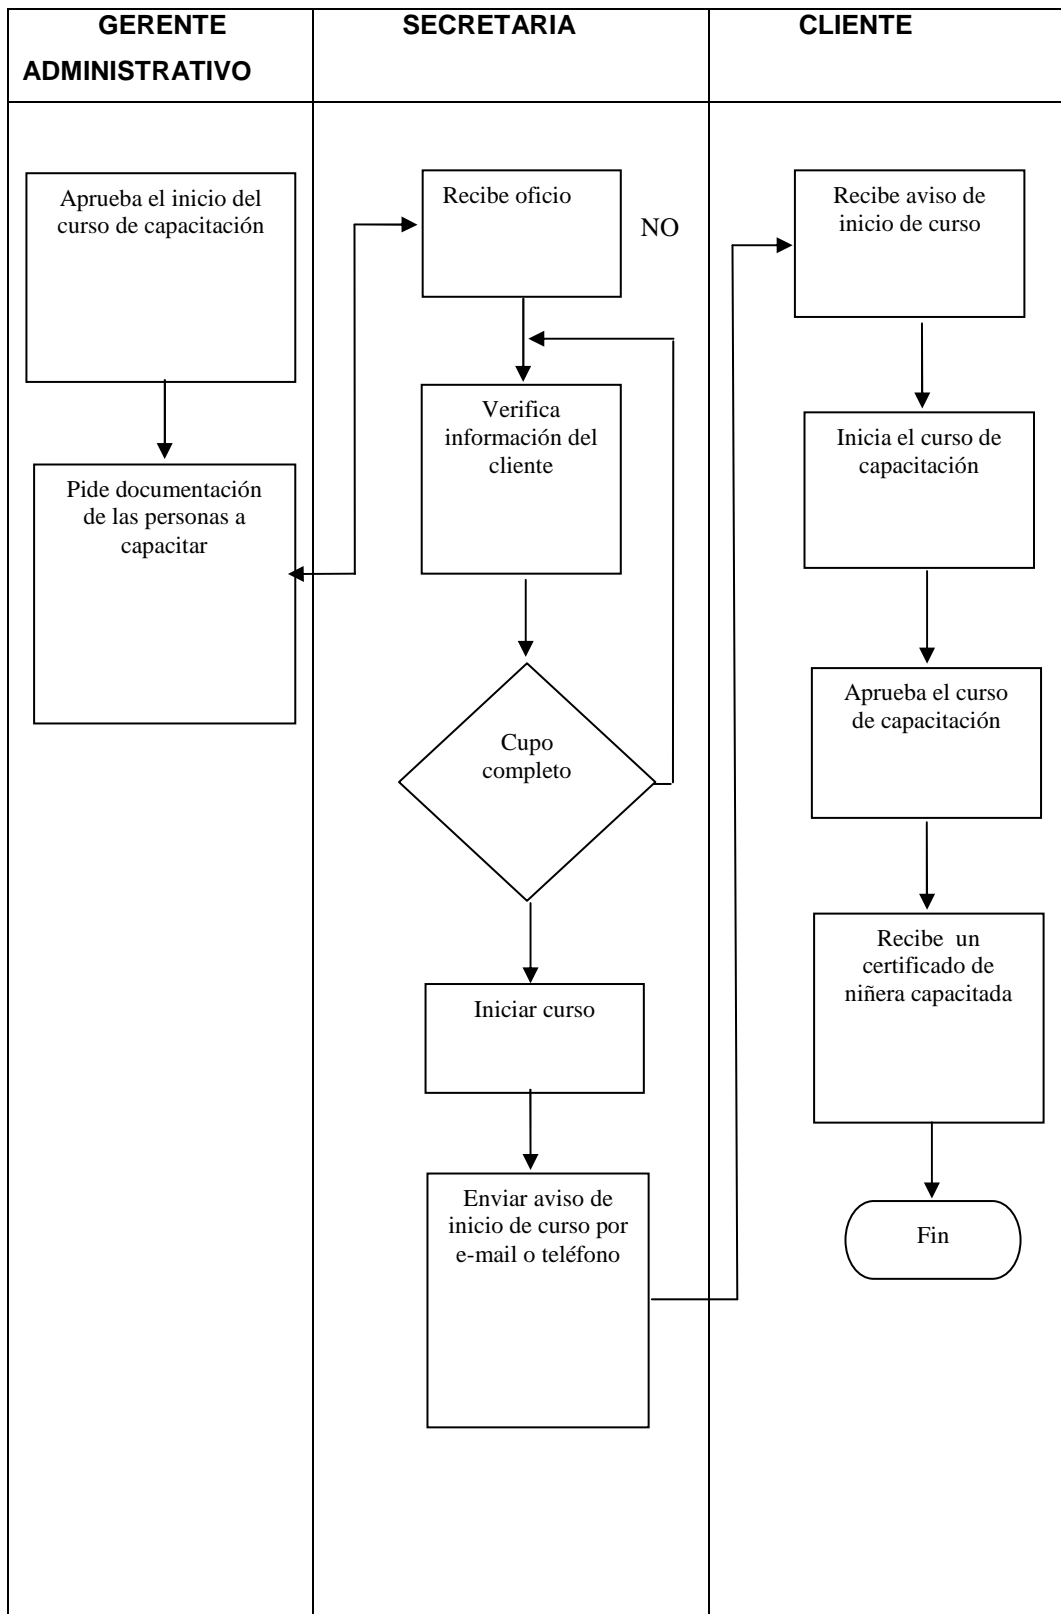 GERENTE
ADMINISTRATIVO
SECRETARIA
CLIENTE
Aprueba el inicio del
curso de capacitación
Pide documentación
de las personas a
capacitar
Recibe oficio
NO
Verifica
información del
cliente
Cupo
completo
Iniciar curso
Enviar aviso de
inicio de curso por
e-mail o teléfono
Recibe aviso de
inicio de curso
Inicia el curso de
capacitación
Aprueba el curso
de capacitación
Recibe  un
certificado de
niñera capacitada
Fin